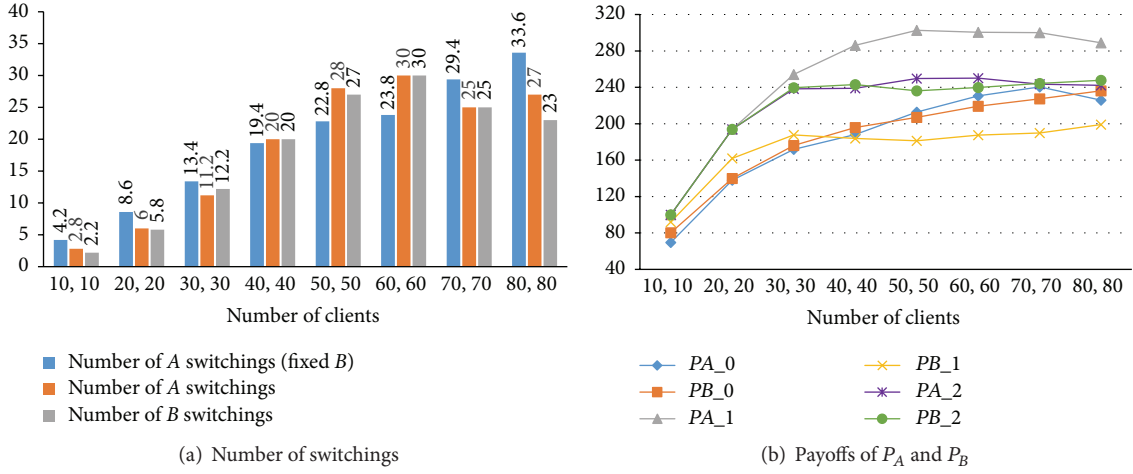 40
35
30
25
20
15
10
5
0
4.2
2.8
2.2
8.6
6
5.8
13.4
11.2
12.2
19.4
20
20
22.8
28
27
23.8
30
30
29.4
25
25
33.6
27
23
10, 10 20, 20 30, 30 40, 40 50, 50 60, 60 70, 70 80, 80
Number of clients
Number of A switchings (fixed B)
Number of A switchings
Number of B switchings
(a) Number of switchings
320
280
240
200
160
120
80
40
10, 10 20, 20 30, 30 40, 40 50, 50 60, 60 70, 70 80, 80
Number of clients
PA_0
PB_0
PA_1
PB_1
PA_2
PB_2
(b) Payoffs of PA and PB